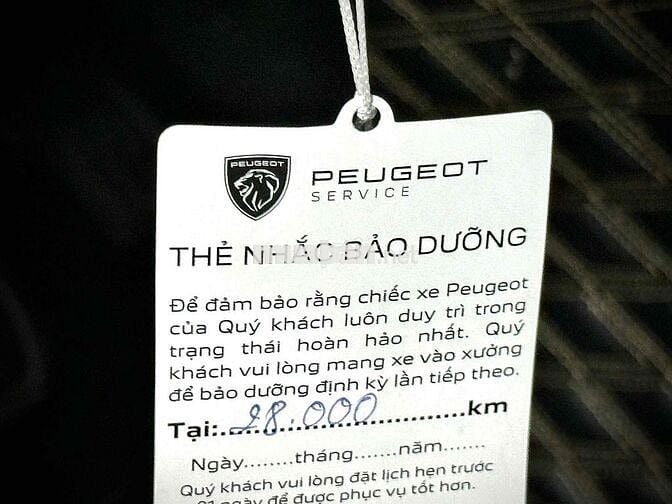 PEUGEOT
PEUGEOT
SERVICE
THẺ NHẮC BẢO DƯỠNG
Để đảm bảo rằng chiếc xe Peugeot
của Quý khách luôn duy trì trong
trạng thái hoàn hảo nhất. Quý
khách vui lòng mang xe vào xưởng
để bảo dưỡng định kỳ lần tiếp theo.
Tại:..28.000..............km
Ngày........tháng.......năm.......
Quý khách vui lòng đặt lịch hẹn trước
01 ngày để được phục vụ tốt hơn.